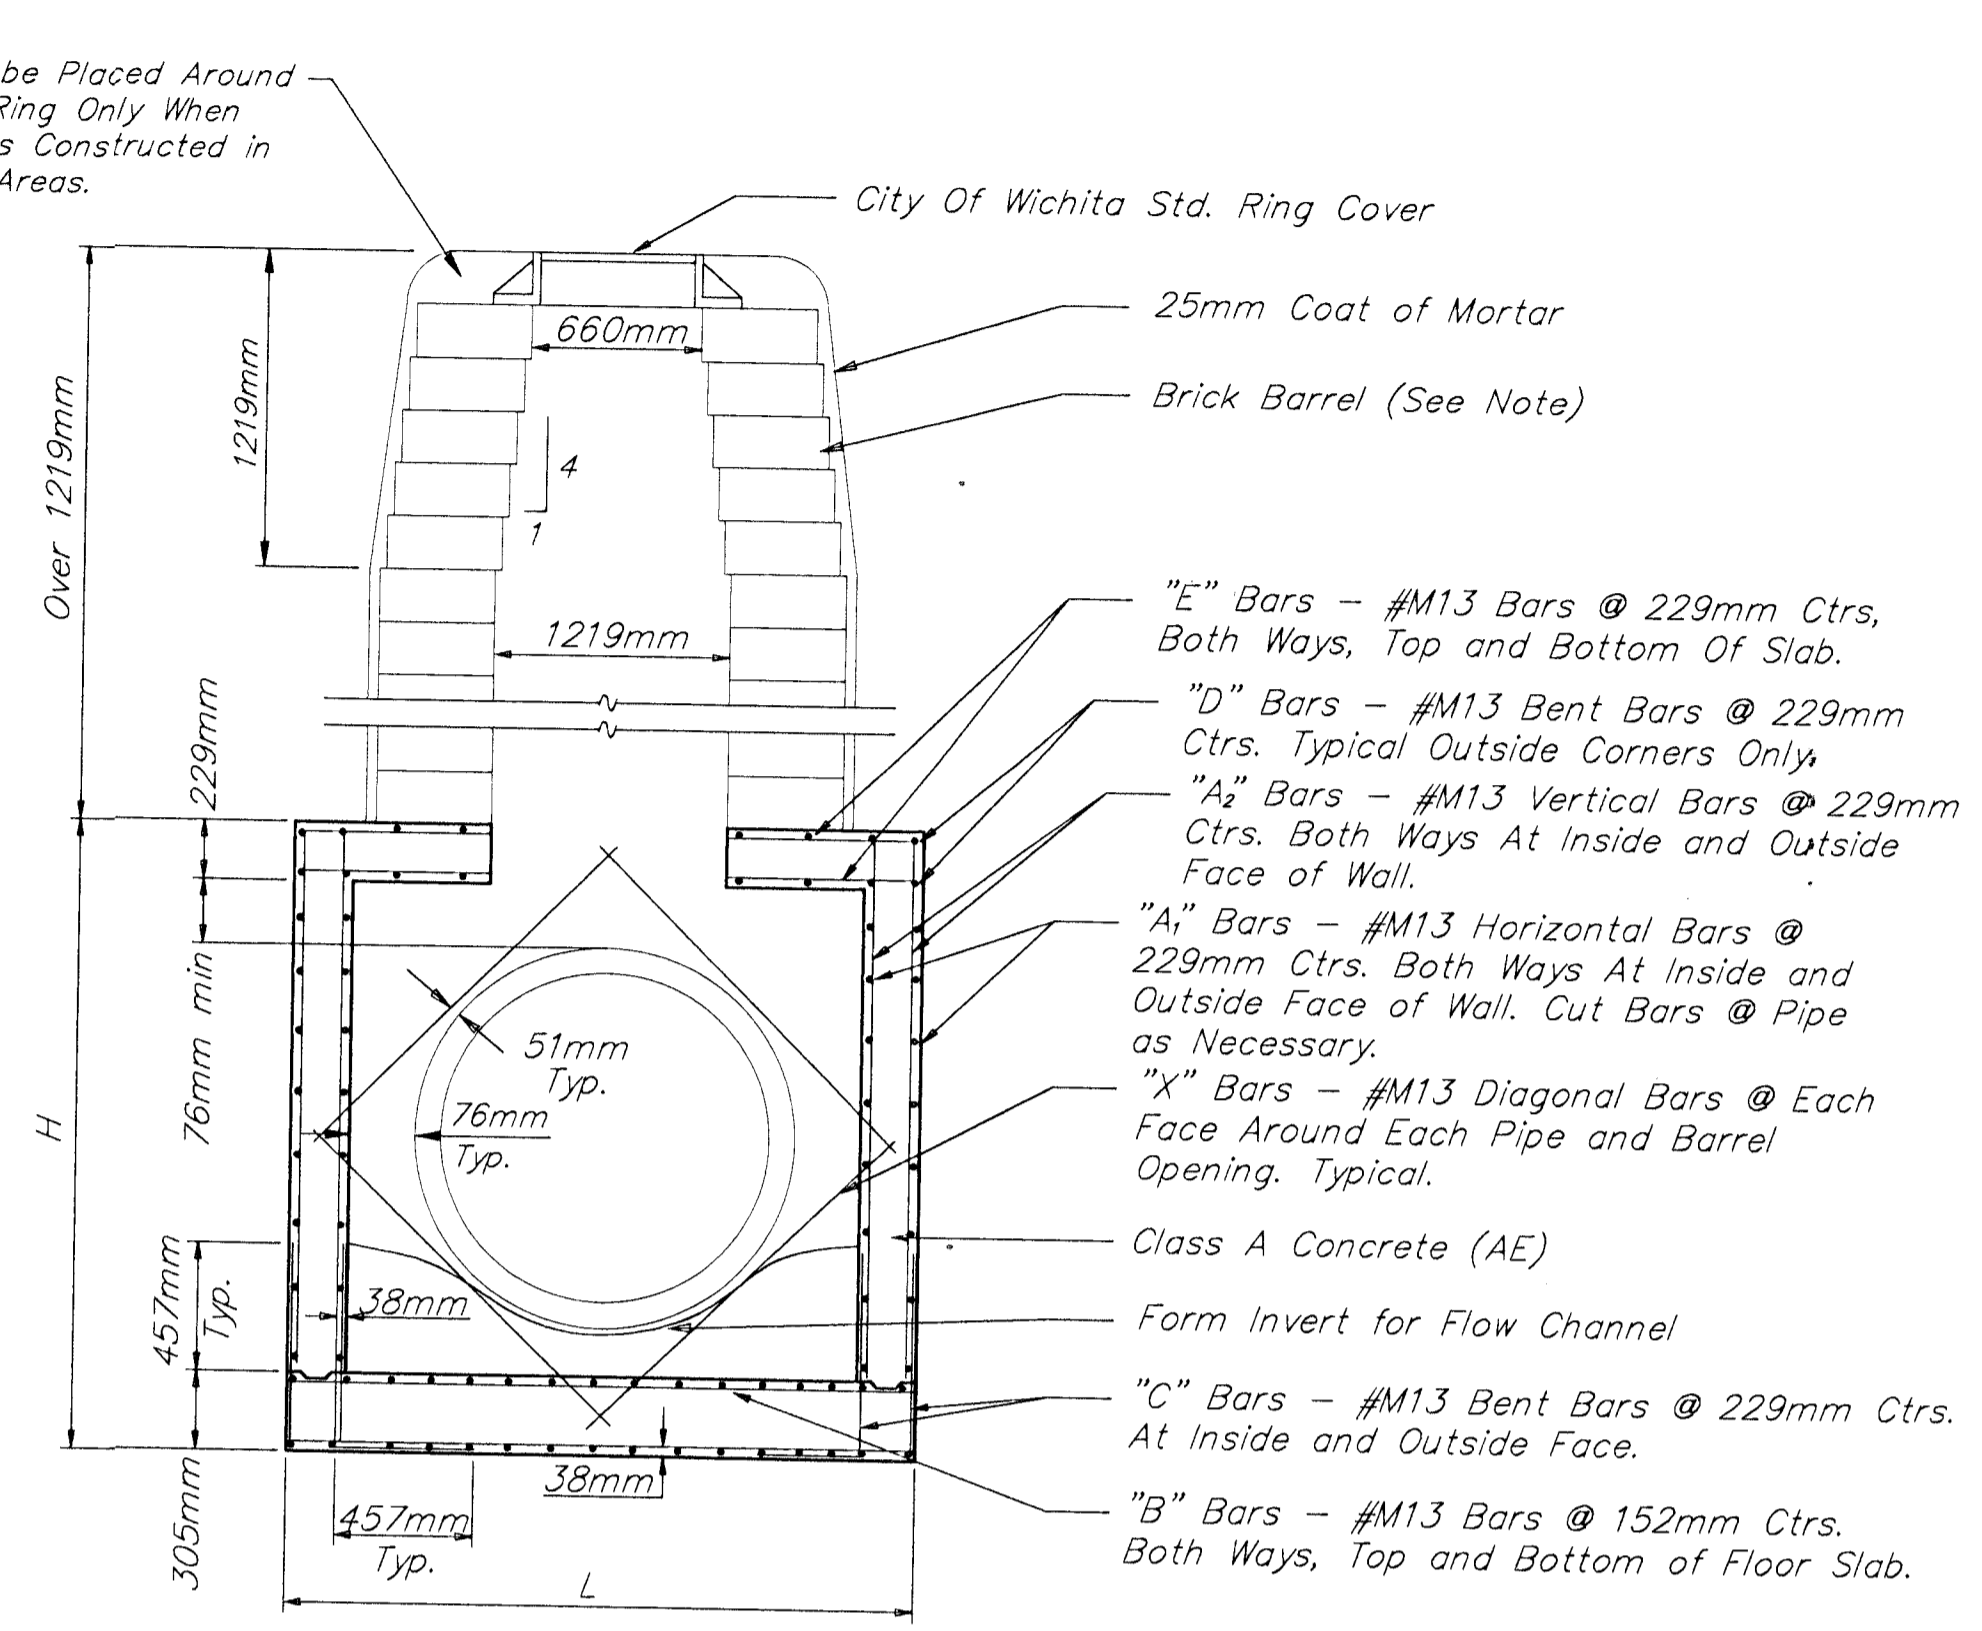 be Placed Around
Ring Only When
s Constructed in
Areas.
City Of Wichita Std. Ring Cover
25mm Coat of Mortar
660mm
1219mm
Over 1219mm
Brick Barrel (See Note)
4
1
"E" Bars - #M13 Bars @ 229mm Ctrs,
Both Ways, Top and Bottom Of Slab.
1219mm
229mm
"D" Bars - #M13 Bent Bars @ 229mm
Ctrs. Typical Outside Corners Only.
"A2" Bars - #M13 Vertical Bars @ 229mm
Ctrs. Both Ways At Inside and Outside
Face of Wall.
"A1" Bars - #M13 Horizontal Bars @
229mm Ctrs. Both Ways At Inside and
Outside Face of Wall. Cut Bars @ Pipe
as Necessary.
76mm min
51mm
Typ.
76mm
Typ.
H
"X" Bars - #M13 Diagonal Bars @ Each
Face Around Each Pipe and Barrel
Opening. Typical.
Class A Concrete (AE)
457mm
Typ.
38mm
Form Invert for Flow Channel
"C" Bars - #M13 Bent Bars @ 229mm Ctrs.
At Inside and Outside Face.
38mm
305mm
457mm
Typ.
"B" Bars - #M13 Bars @ 152mm Ctrs.
Both Ways, Top and Bottom of Floor Slab.
L